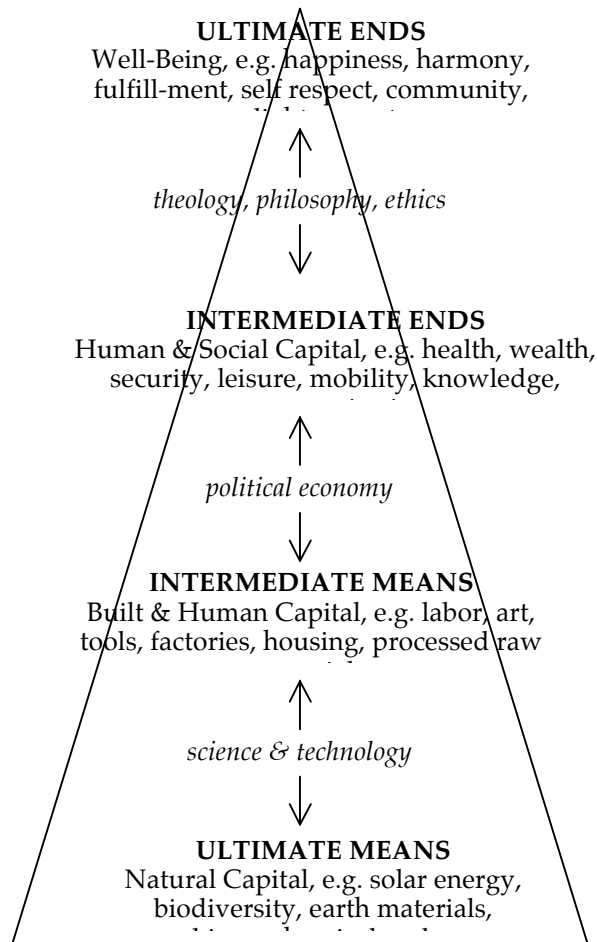 ULTIMATE ENDS
Well-Being, e.g. happiness, harmony,
fulfill-ment, self respect, community,
theology, philosophy, ethics
INTERMEDIATE ENDS
Human & Social Capital, e.g. health, wealth,
security, leisure, mobility, knowledge,
political economy
INTERMEDIATE MEANS
Built & Human Capital, e.g. labor, art,
tools, factories, housing, processed raw
science & technology
ULTIMATE MEANS
Natural Capital, e.g. solar energy,
biodiversity, earth materials,